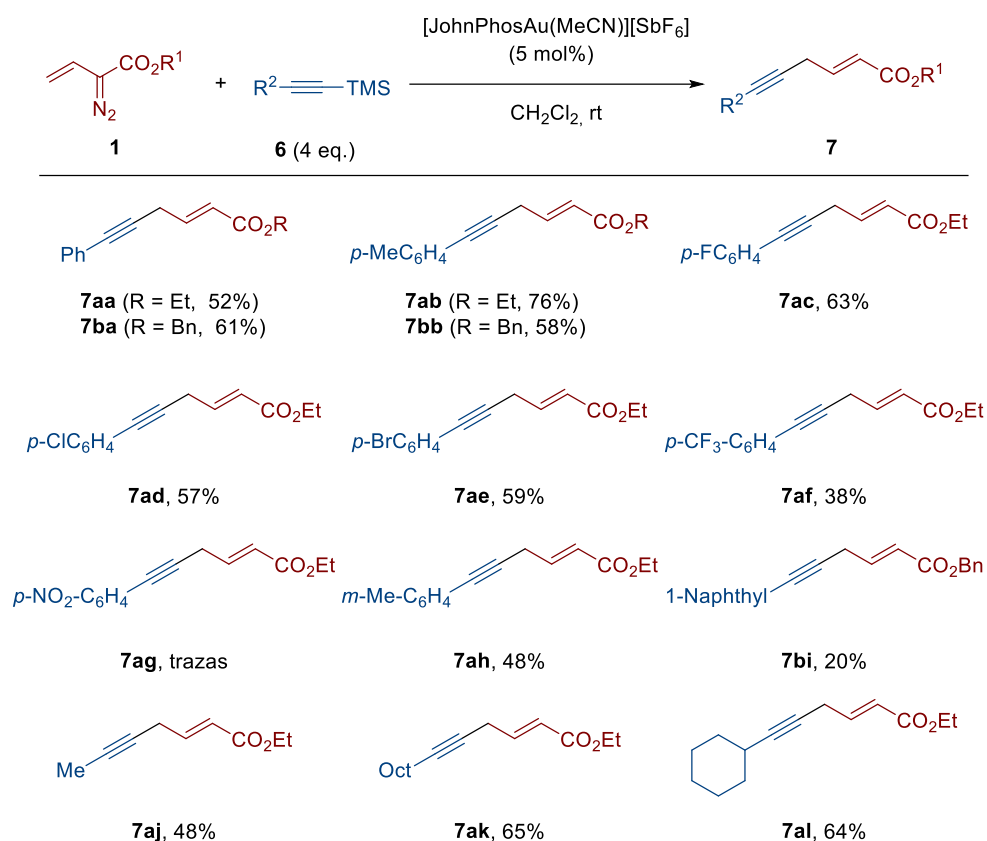 [JohnPhosAu(MeCN)][SbF6]
(5 mol%)
CH2Cl2, rt
CO2R1
N2
1
+
R2
TMS
6 (4 eq.)
R2
CO2R1
7
Ph
CO2R
7aa (R = Et, 52%)
7ba (R = Bn, 61%)
p-MeC6H4
CO2R
7ab (R = Et, 76%)
7bb (R = Bn, 58%)
p-FC6H4
CO2Et
7ac, 63%
p-ClC6H4
CO2Et
7ad, 57%
p-BrC6H4
CO2Et
7ae, 59%
p-CF3-C6H4
CO2Et
7af, 38%
p-NO2-C6H4
CO2Et
7ag, trazas
m-Me-C6H4
CO2Et
7ah, 48%
1-Naphthyl
CO2Bn
7bi, 20%
Me
CO2Et
7aj, 48%
Oct
CO2Et
7ak, 65%
CO2Et
7al, 64%